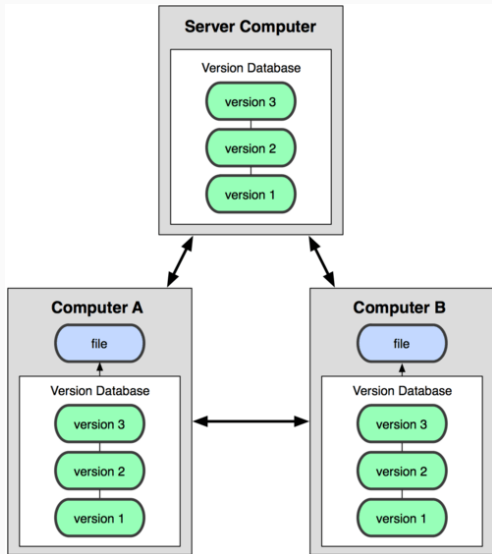 Server Computer
Version Database
version 3
version 2
version 1
Computer A
file
Version Database
version 3
version 2
version 1
Computer B
file
Version Database
version 3
version 2
version 1